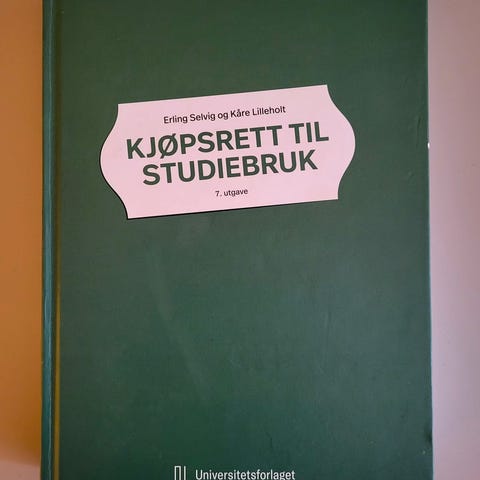 Erling Selvig og Kåre Lilleholt
KJØPSRETT TIL
STUDIEBRUK
7. utgave
Universitetsforlaget